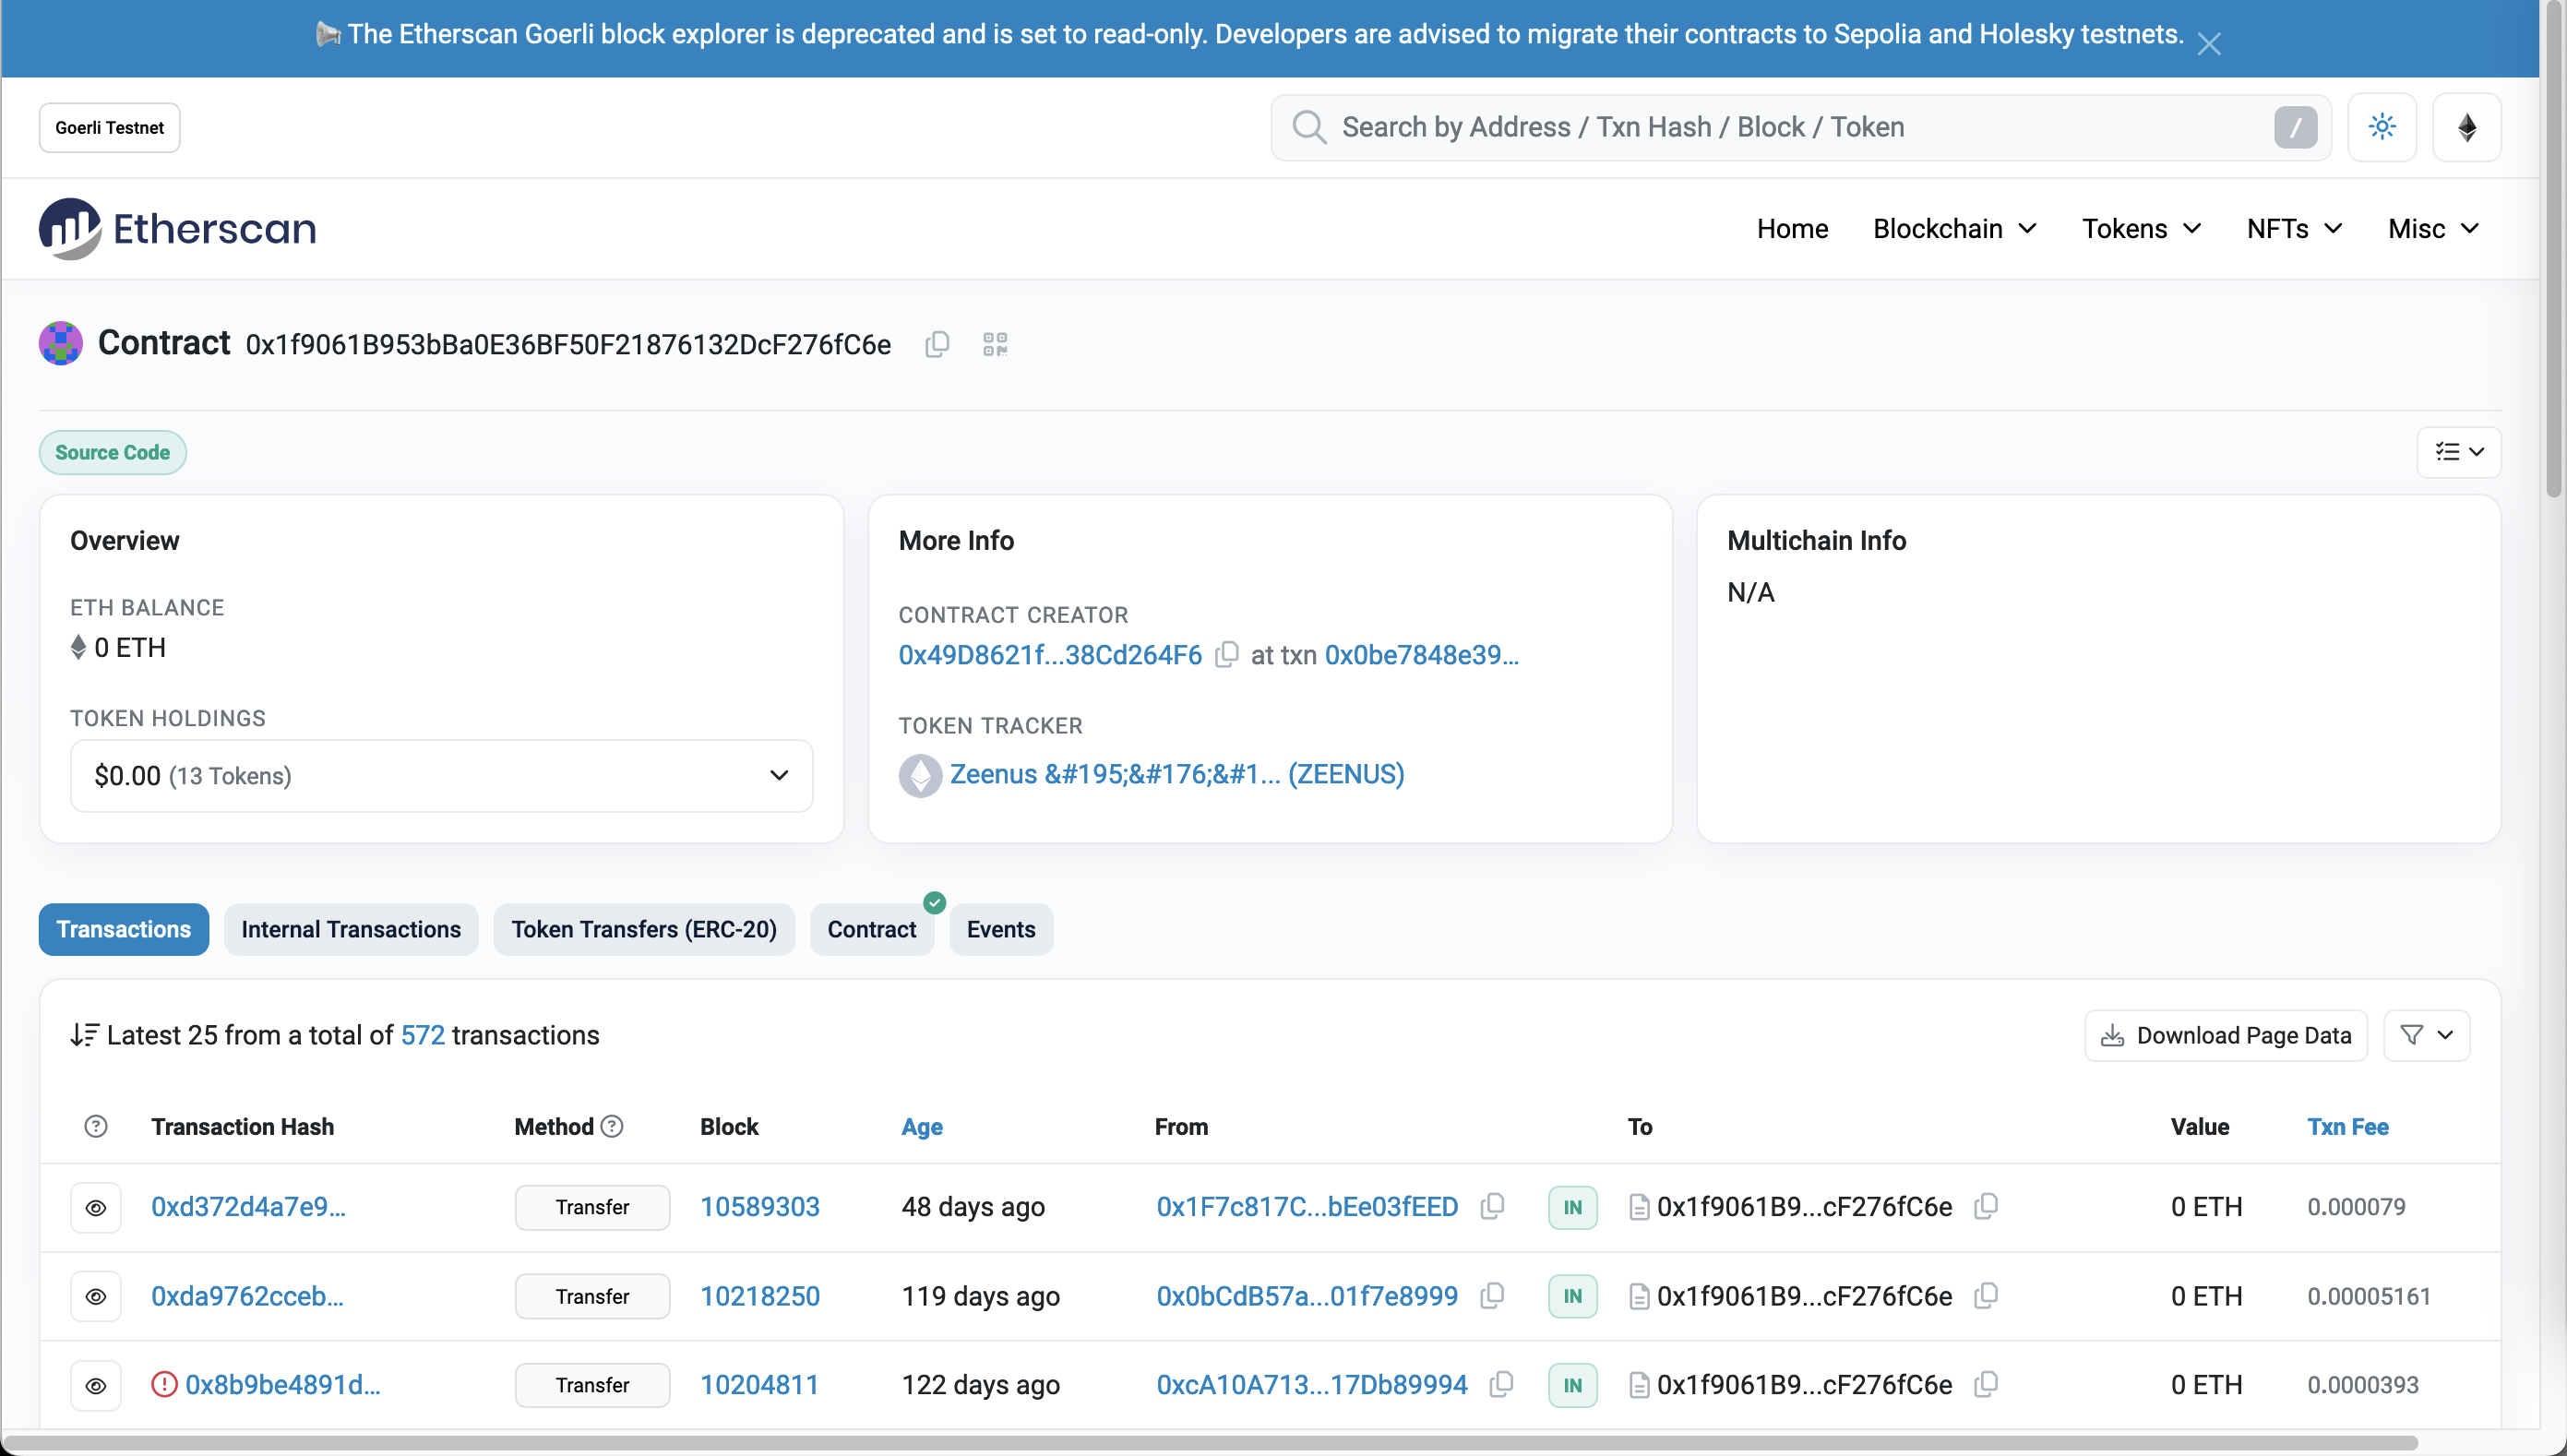 The Etherscan Goerli block explorer is deprecated and is set to read-only. Developers are advised to migrate their contracts to Sepolia and Holesky testnets.
Goerli Testnet
Search by Address / Txn Hash / Block / Token
/
Etherscan
Home Blockchain Tokens NFTs Misc
Contract 0x1f9061B953bBa0E36BF50F21876132DcF276fC6e
Source Code
Overview
ETH BALANCE
0 ETH
TOKEN HOLDINGS
$0.00 (13 Tokens)
More Info
CONTRACT CREATOR
0x49D8621f...38Cd264F6 at txn 0x0be7848e39...
TOKEN TRACKER
Zeenus &#195;&#176;&#1... (ZEENUS)
Multichain Info
N/A
Transactions Internal Transactions Token Transfers (ERC-20) Contract Events
Latest 25 from a total of 572 transactions
Download Page Data
Transaction Hash Method Block Age From To Value Txn Fee
0xd372d4a7e9... Transfer 10589303 48 days ago 0x1F7c817C...bEe03fEED IN 0x1f9061B9...cF276fC6e 0 ETH 0.000079
0xda9762cceb... Transfer 10218250 119 days ago 0x0bCdB57a...01f7e8999 IN 0x1f9061B9...cF276fC6e 0 ETH 0.00005161
0x8b9be4891d... Transfer 10204811 122 days ago 0xcA10A713...17Db89994 IN 0x1f9061B9...cF276fC6e 0 ETH 0.0000393